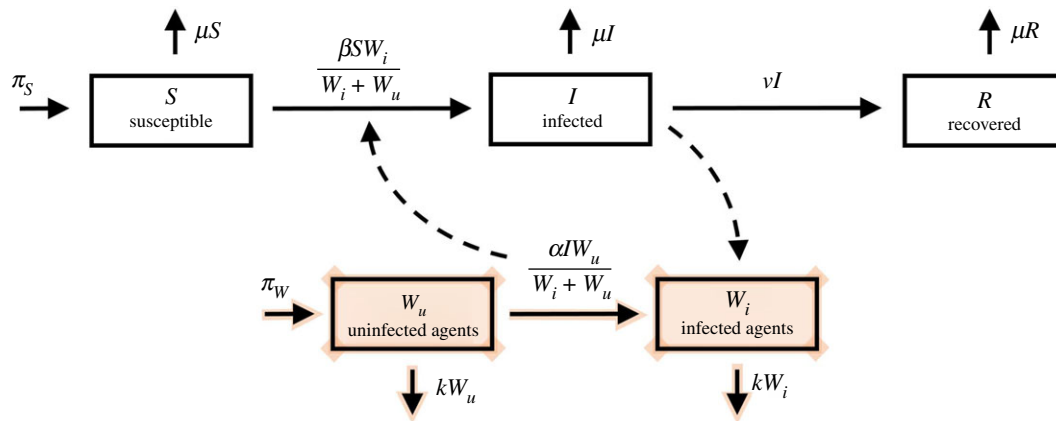 μS
βSW_i / (W_i + W_u)
μI
μR
π_S
S
susceptible
I
infected
vI
R
recovered
αIW_u / (W_i + W_u)
π_W
W_u
uninfected agents
W_i
infected agents
kW_u
kW_i